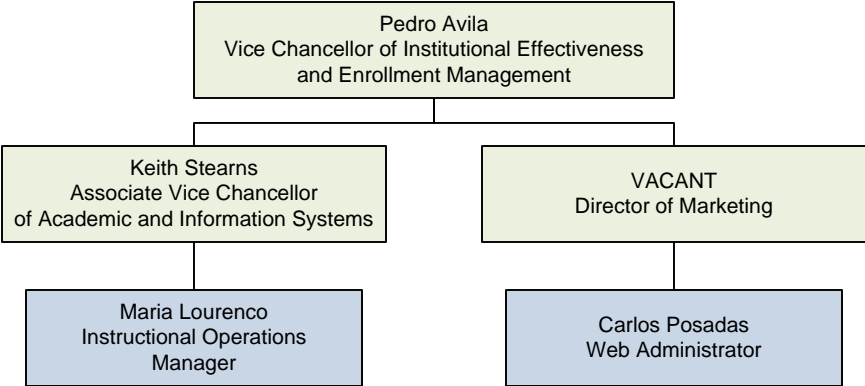 Pedro Avila
Vice Chancellor of Institutional Effectiveness
and Enrollment Management
Keith Stearns
Associate Vice Chancellor
of Academic and Information Systems
VACANT
Director of Marketing
Maria Lourenco
Instructional Operations
Manager
Carlos Posadas
Web Administrator